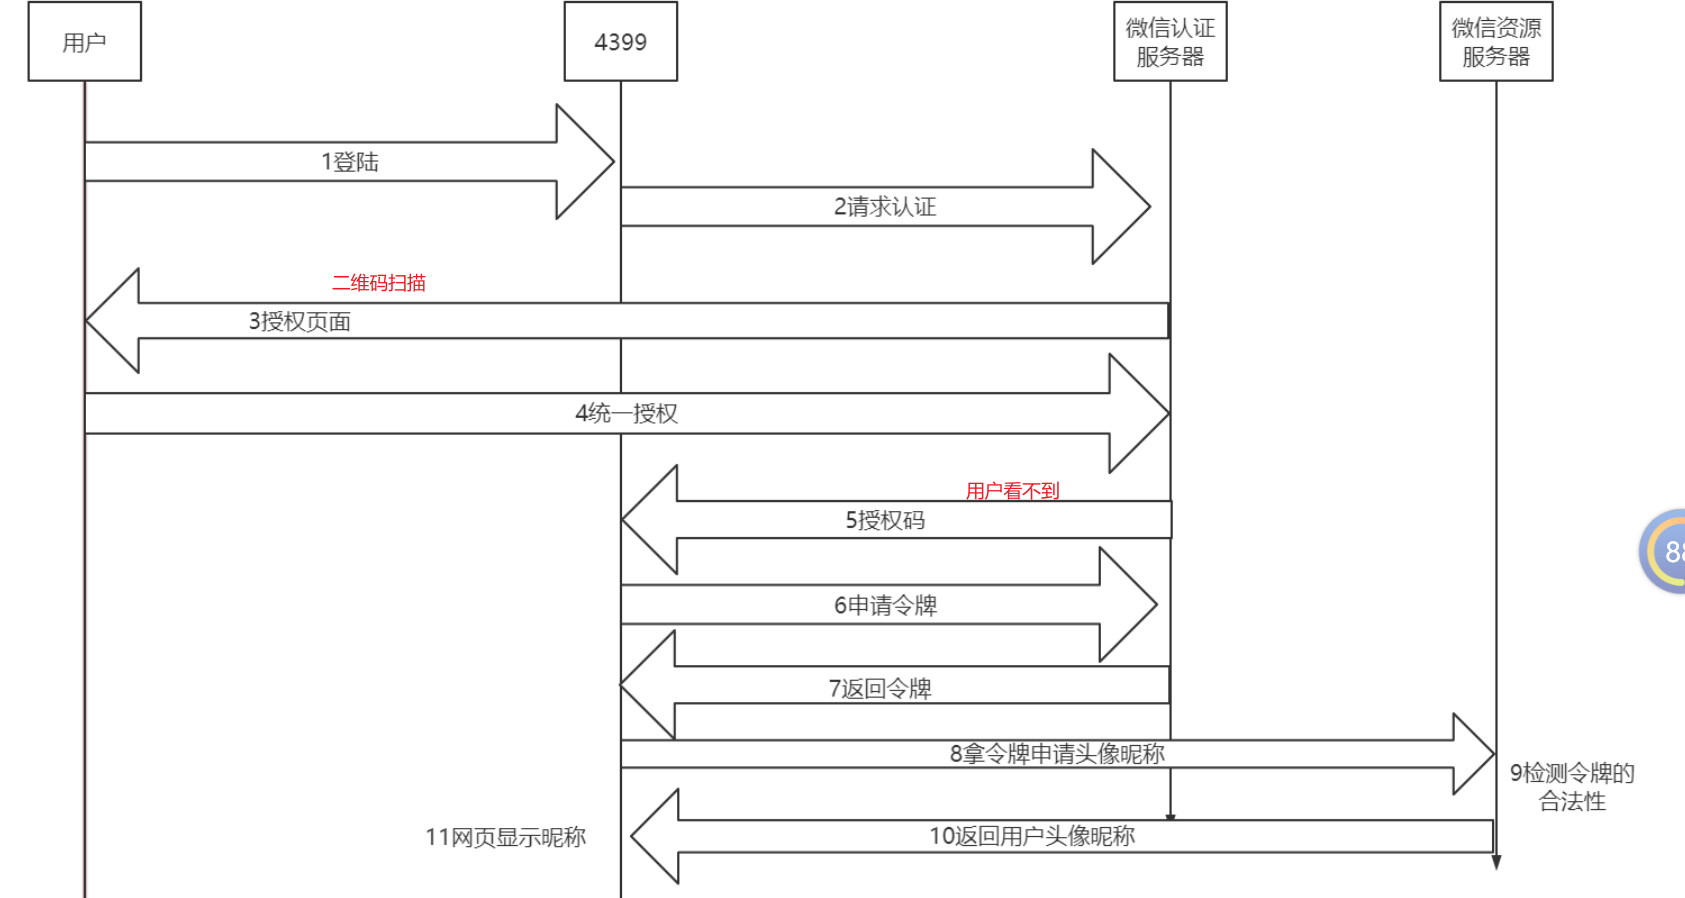 用户
4399
微信认证
服务器
微信资源
服务器
1登陆
2请求认证
二维码扫描
3授权页面
4统一授权
用户看不到
5授权码
6申请令牌
7返回令牌
8拿令牌申请头像昵称
9检测令牌的
合法性
10返回用户头像昵称
11网页显示昵称